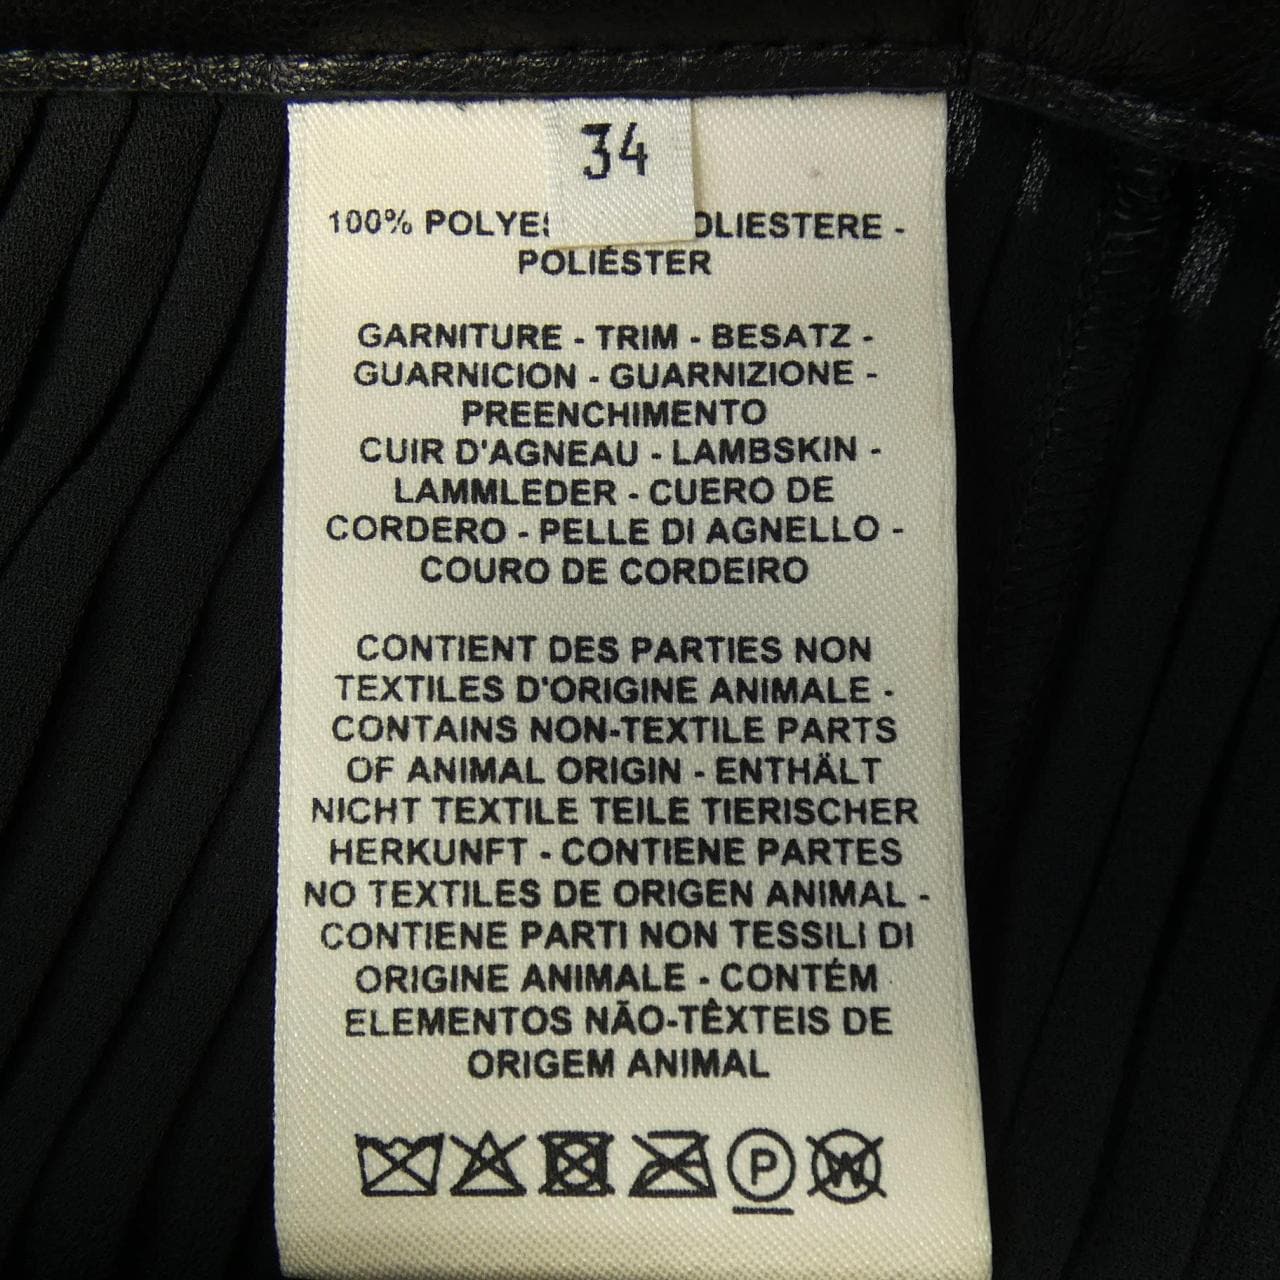 34
100% POLIESTERE -
POLIÉSTER
GARNITURE - TRIM - BESATZ -
GUARNICION - GUARNIZIONE -
PREENCHIMENTO
CUIR D'AGNEAU - LAMBSKIN -
LAMMLEDER - CUERO DE
CORDERO - PELLE DI AGNELLO -
COURO DE CORDEIRO
CONTIENT DES PARTIES NON
TEXTILES D'ORIGINE ANIMALE -
CONTAINS NON-TEXTILE PARTS
OF ANIMAL ORIGIN - ENTHÄLT
NICHT TEXTILE TEILE TIERISCHER
HERKUNFT - CONTIENE PARTES
NO TEXTILES DE ORIGEN ANIMAL -
CONTIENE PARTI NON TESSILI DI
ORIGINE ANIMALE - CONTÉM
ELEMENTOS NÃO-TÊXTEIS DE
ORIGEM ANIMAL
P W